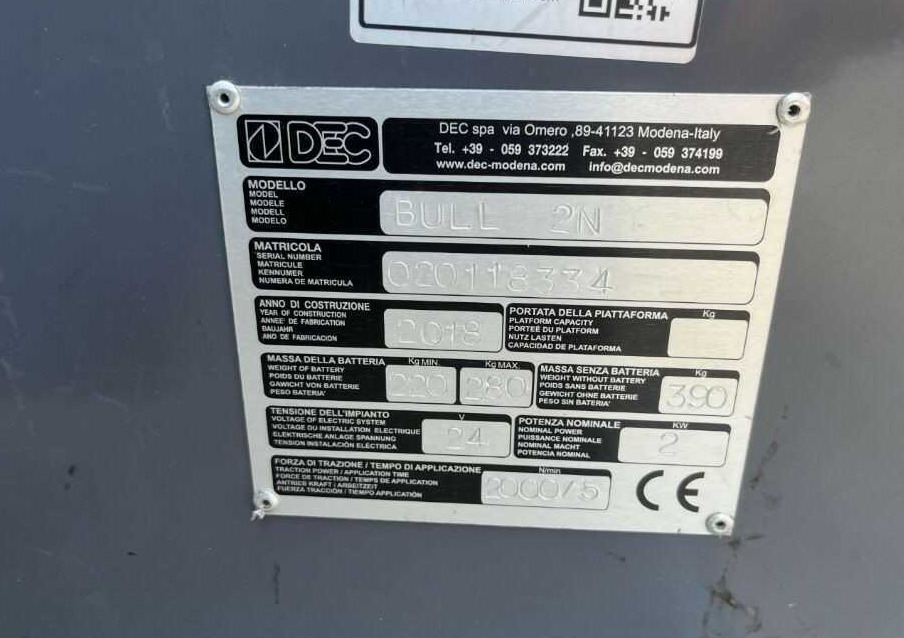 DEC
DEC spa via Omero ,89-41123 Modena-Italy
Tel. +39 - 059 373222 Fax. +39 - 059 374199
www.dec-modena.com info@decmodena.com
MODELLO
MODEL
MODELE
MODELL
MODELO
BULL 2N
MATRICOLA
SERIAL NUMBER
MATRICULE
KENNUMER
NUMERA DE MATRICULA
020118334
ANNO DI COSTRUZIONE
YEAR OF CONSTRUCTION
ANNEE' DE FABRICATION
BAUJAHR
ANO DE FABRICACIÓN
2018
PORTATA DELLA PIATTAFORMA
PLATFORM CAPACITY
PORTEÉ DU PLATFORM
NUTZ LASTEN
CAPACIDAD DE PLATAFORMA
Kg
MASSA DELLA BATTERIA
WEIGHT OF BATTERY
POIDS DU BATTERIE
GAWICHT VON BATTERIE
PESO BATERIA'
Kg MIN.
220
Kg MAX.
280
MASSA SENZA BATTERIA
WEIGHT WITHOUT BATTERY
POIDS SANS BATTERIE
GEWICHT OHNE BATTERIE
PESO SIN BATERIA'
Kg
390
TENSIONE DELL'IMPIANTO
VOLTAGE OF ELECTRIC SYSTEM
VOLTAGE DU INSTALLATION ELECTRIQUE
ELEKTRISCHE ANLAGE SPANNUNG
TENSION INSTALACIÓN ELÉCTRICA
V
24
POTENZA NOMINALE
NOMINAL POWER
PUISSANCE NOMINALE
NOMINAL MACHT
POTENCIA NOMINAL
KW
2
FORZA DI TRAZIONE / TEMPO DI APPLICAZIONE
TRACTION POWER / APPLICATION TIME
FORCE DE TRACTION / TEMPS DE APPLICATION
ANTRIEB KRAFT / ARBEITZEIT
FUERZA TRACCIÓN / TIEMPO APPLICATIÓN
N/min
2000/5
CE